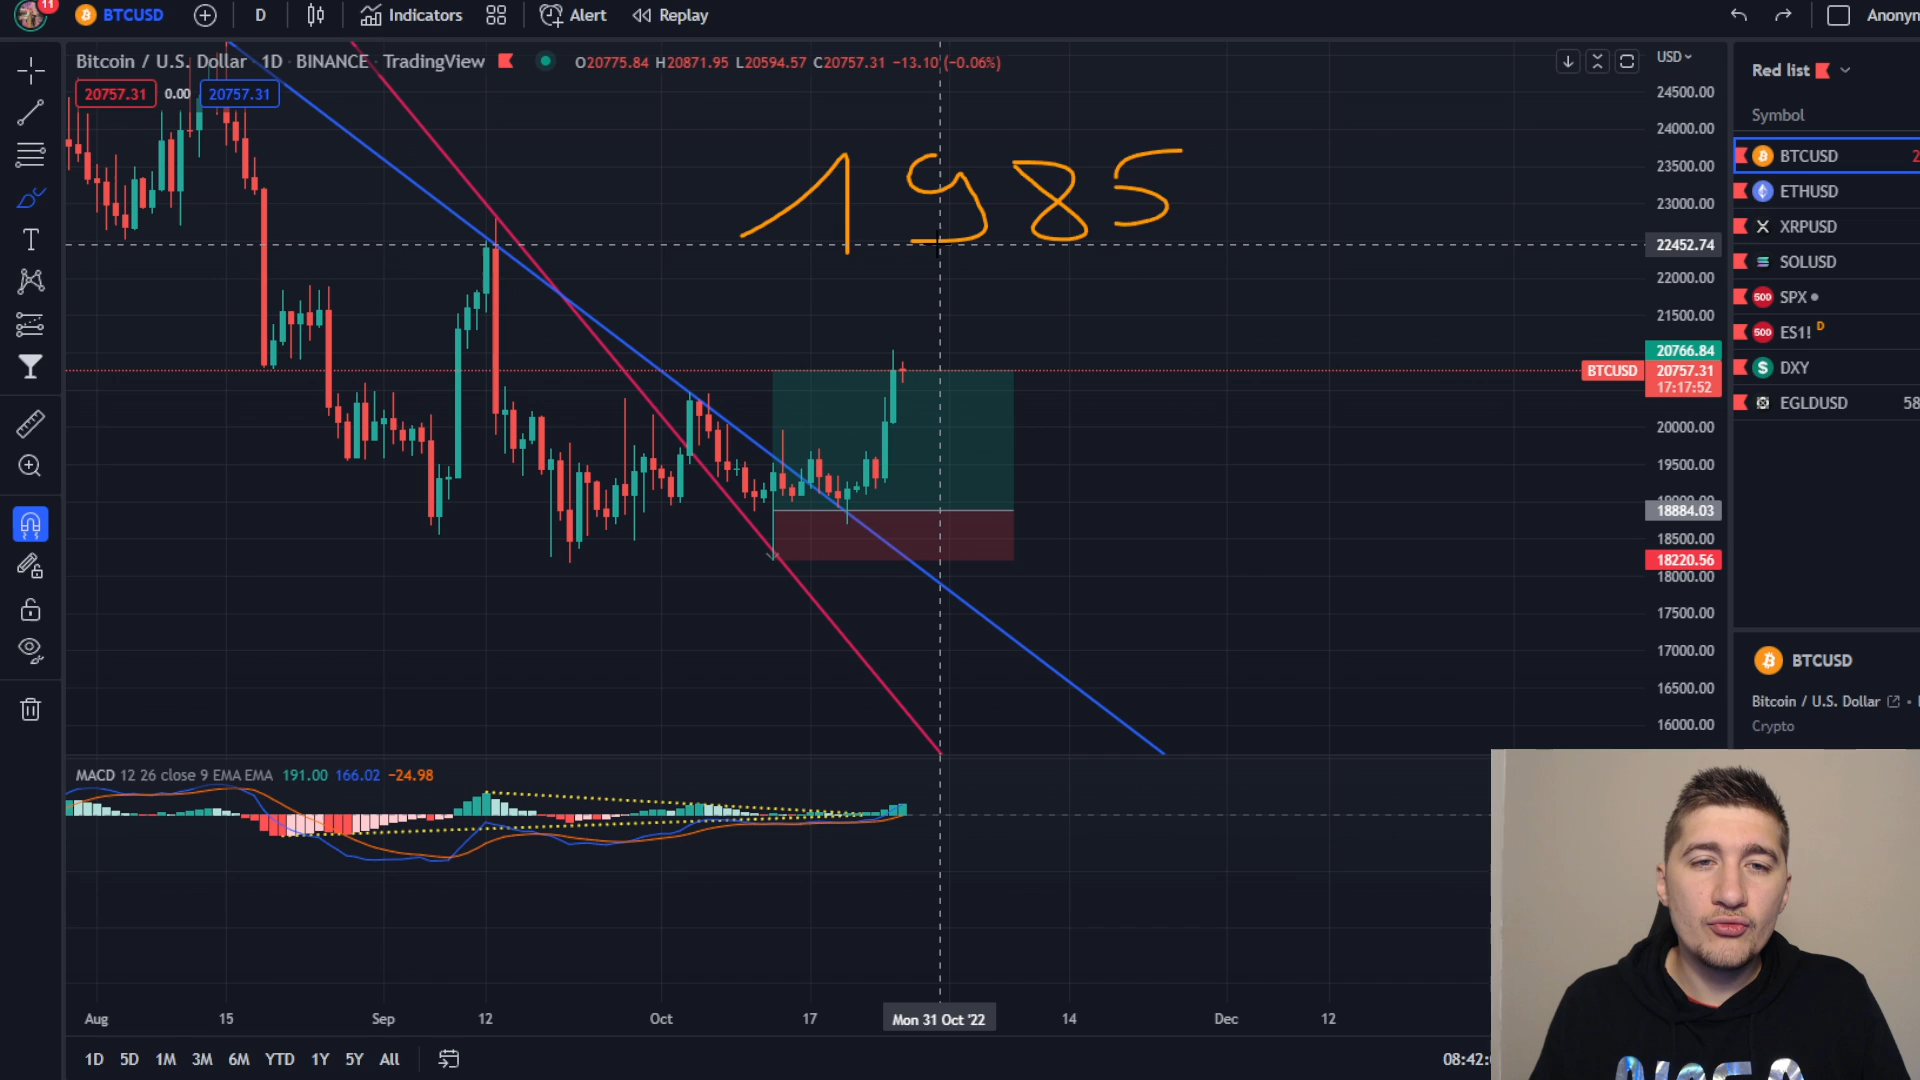 11 BTCUSD D Indicators Alert Replay Anonym
Bitcoin / U.S. Dollar 1D BINANCE TradingView O20775.84 H20871.95 L20594.57 C20757.31 −13.10 (−0.06%)
20757.31 0.00 20757.31
1985
USD
24500.00
24000.00
23500.00
23000.00
22452.74
22000.00
21500.00
20766.84
BTCUSD 20757.31
17:17:52
20000.00
19500.00
19000.00
18884.03
18500.00
18220.56
18000.00
17500.00
17000.00
16500.00
16000.00
Red list
Symbol
BTCUSD 2
ETHUSD
XRPUSD
SOLUSD
500 SPX
500 ES1! D
DXY
EGLDUSD 58
BTCUSD
Bitcoin / U.S. Dollar
Crypto
MACD 12 26 close 9 EMA EMA 191.00 166.02 −24.98
Aug 15 Sep 12 Oct 17 Mon 31 Oct '22 14 Dec 12
1D 5D 1M 3M 6M YTD 1Y 5Y All 08:42: